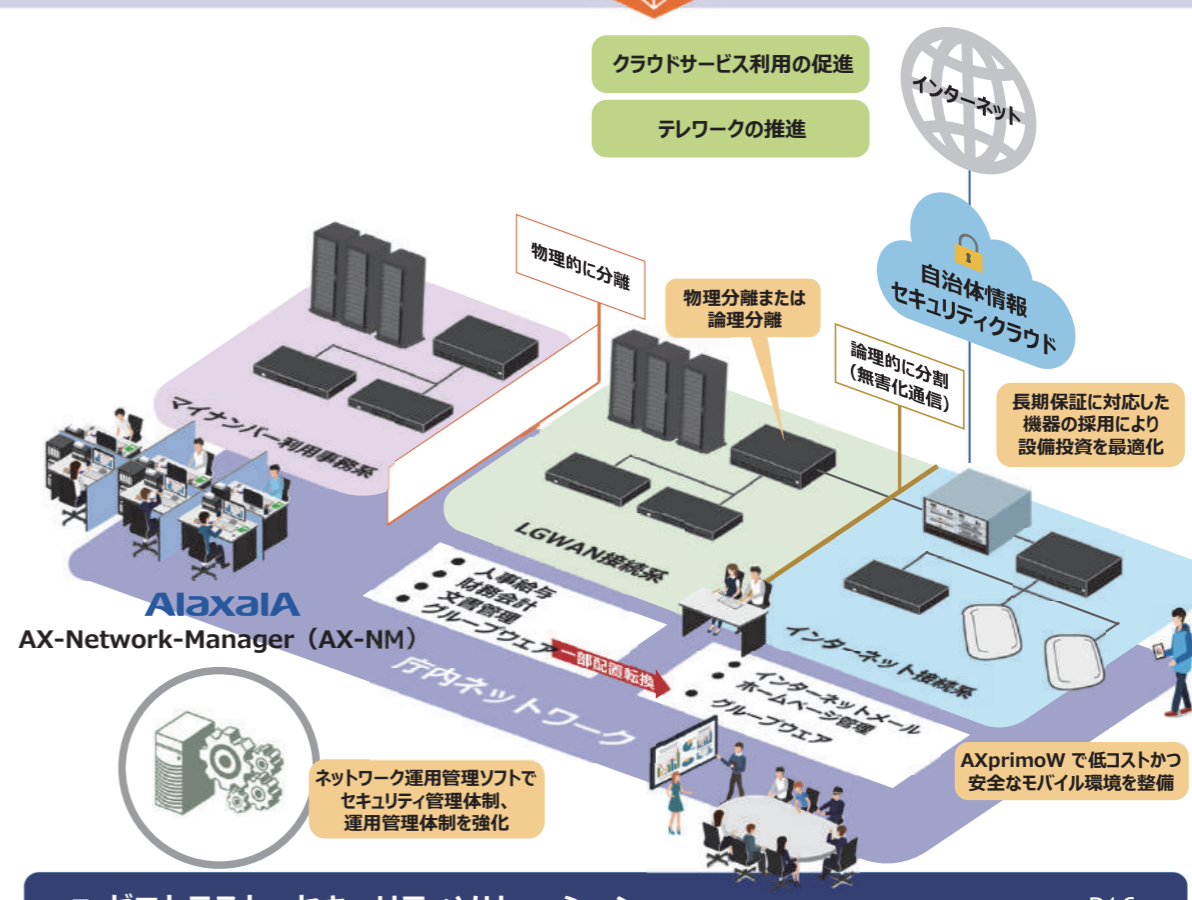 クラウドサービス利用の促進
テレワークの推進
インターネット
自治体情報
セキュリティクラウド
物理的に分離
物理分離または
論理分離
論理的に分割
（無害化通信）
長期保証に対応した
機器の採用により
設備投資を最適化
マイナンバー利用事務系
LGWAN接続系
インターネット接続系
AlaxalA
AX-Network-Manager（AX-NM）
● 人事給与
● 財務会計
● 文書管理
● グループウェア
一部配置転換
● インターネットメール
● ホームページ管理
● グループウェア
庁内ネットワーク
ネットワーク運用管理ソフトで
セキュリティ管理体制、
運用管理体制を強化
AXprimoW で低コストかつ
安全なモバイル環境を整備